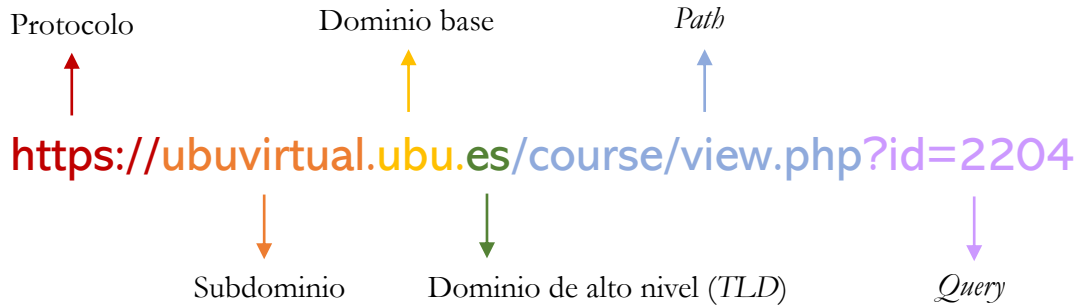 Protocolo Dominio base Path
https://ubuvirtual.ubu.es/course/view.php?id=2204
Subdominio Dominio de alto nivel (TLD) Query